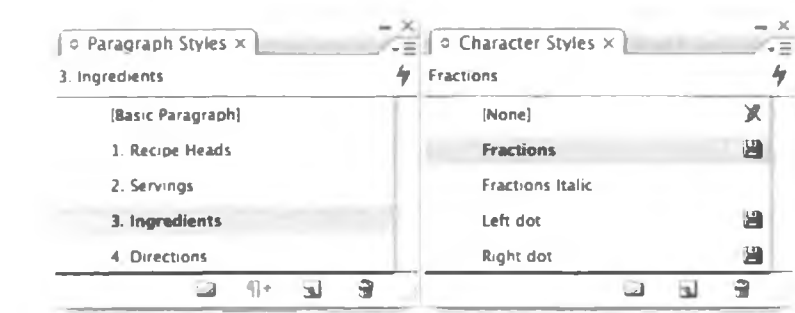 Paragraph Styles ×
3. Ingredients
[Basic Paragraph]
1. Recipe Heads
2. Servings
3. Ingredients
4. Directions
Character Styles ×
Fractions
[None]
Fractions
Fractions Italic
Left dot
Right dot